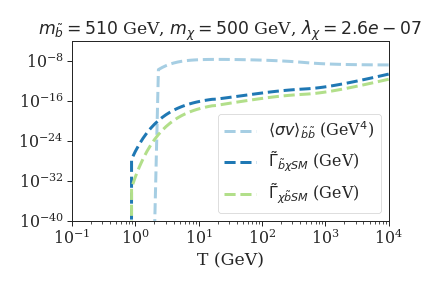 $m_{\tilde{b}} = 510$ GeV, $m_{\chi} = 500$ GeV, $\lambda_{\chi} = 2.6e-07$
$10^{-8}$
$10^{-16}$
$10^{-24}$
$10^{-32}$
$10^{-40}$
$\langle\sigma v\rangle_{\tilde{b}\tilde{b}}$ (GeV$^4$)
$\tilde{\Gamma}_{\tilde{b}\chi SM}$ (GeV)
$\tilde{\Gamma}_{\chi\tilde{b}SM}$ (GeV)
$10^{-1}$ $10^0$ $10^1$ $10^2$ $10^3$ $10^4$
T (GeV)